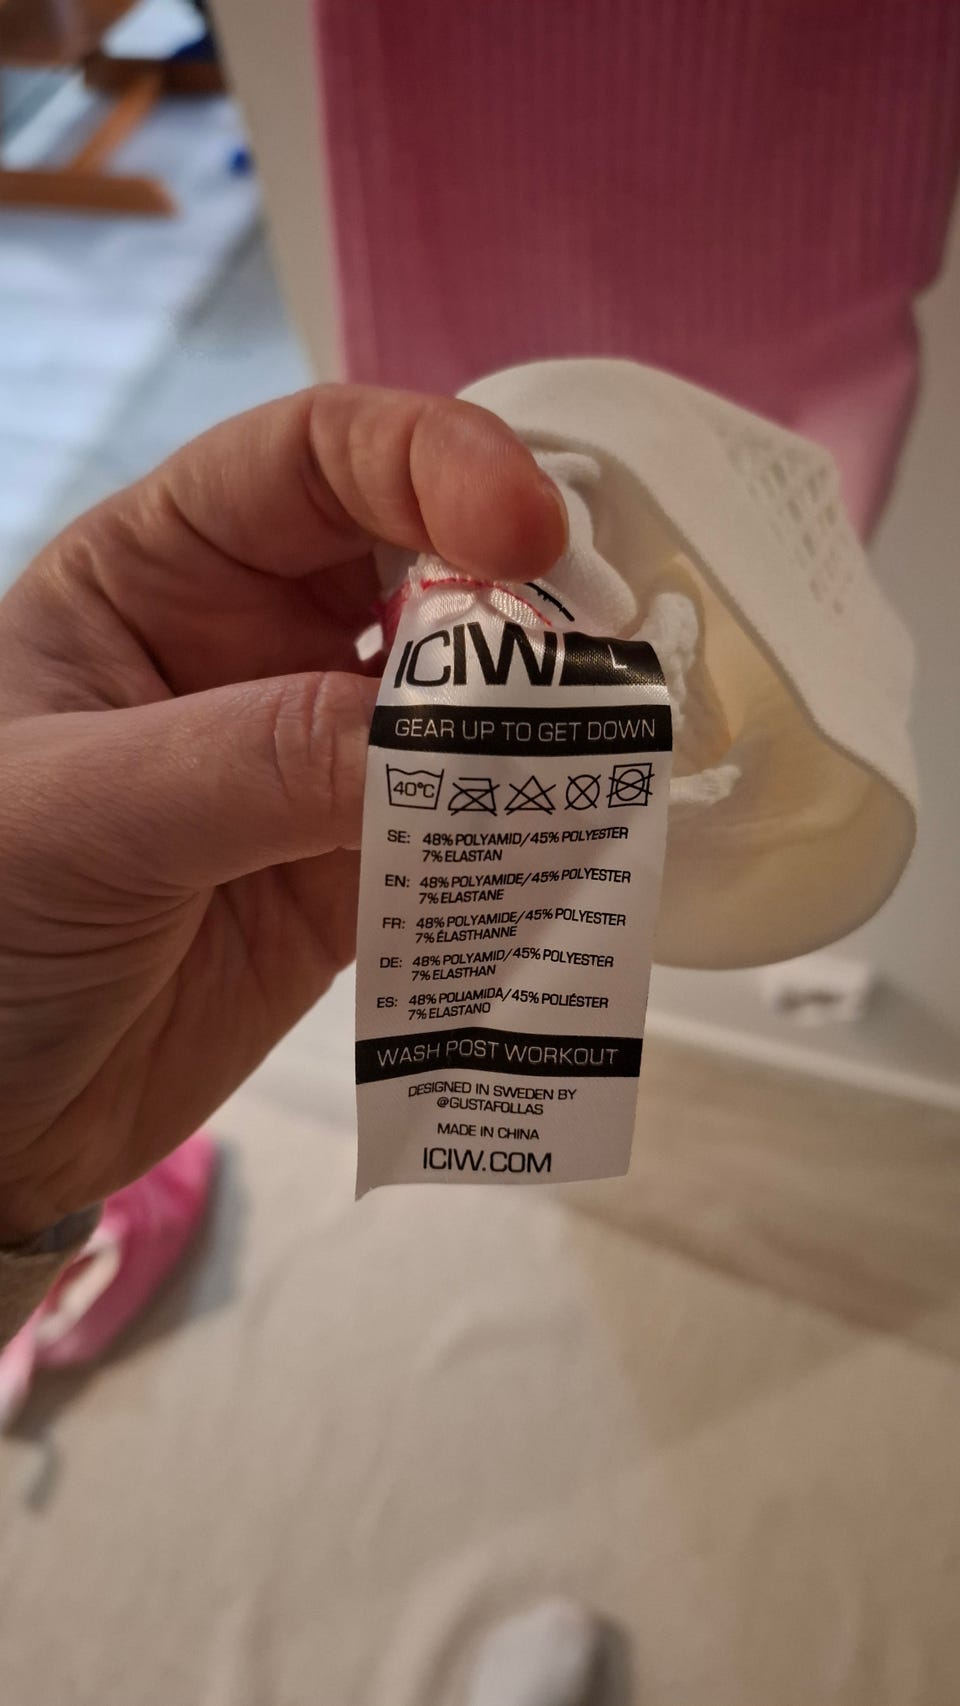 ICIW L
GEAR UP TO GET DOWN
40°C
SE: 48% POLYAMID/45% POLYESTER
7% ELASTAN
EN: 48% POLYAMIDE/45% POLYESTER
7% ELASTANE
FR: 48% POLYAMIDE/45% POLYESTER
7% ÉLASTHANNE
DE: 48% POLYAMID/45% POLYESTER
7% ELASTHAN
ES: 48% POLIAMIDA/45% POLIÉSTER
7% ELASTANO
WASH POST WORKOUT
DESIGNED IN SWEDEN BY
@GUSTAFOLLAS
MADE IN CHINA
ICIW.COM